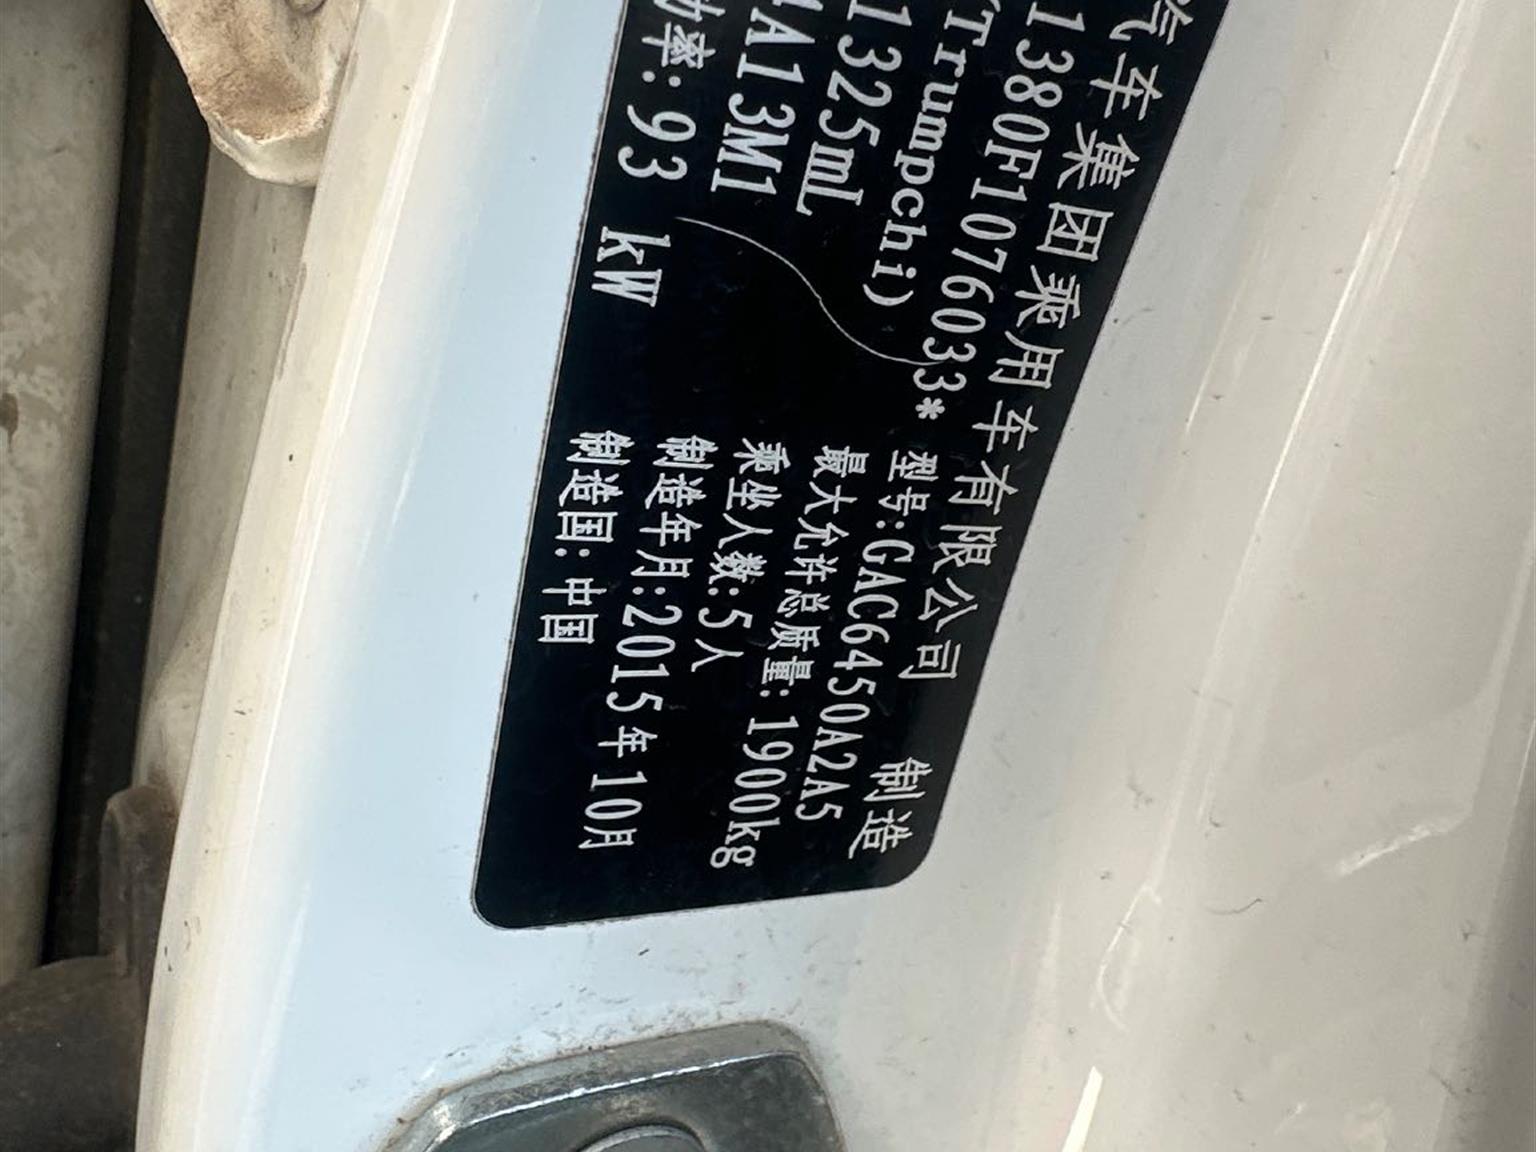 汽车集团乘用车有限公司 制造
1380F1076033*
(Trumpchi) 型号:GAC6450A2A5
1325mL 最大允许总质量:1900kg
4A13M1 乘坐人数:5人
功率:93 kW 制造年月:2015年10月
制造国:中国